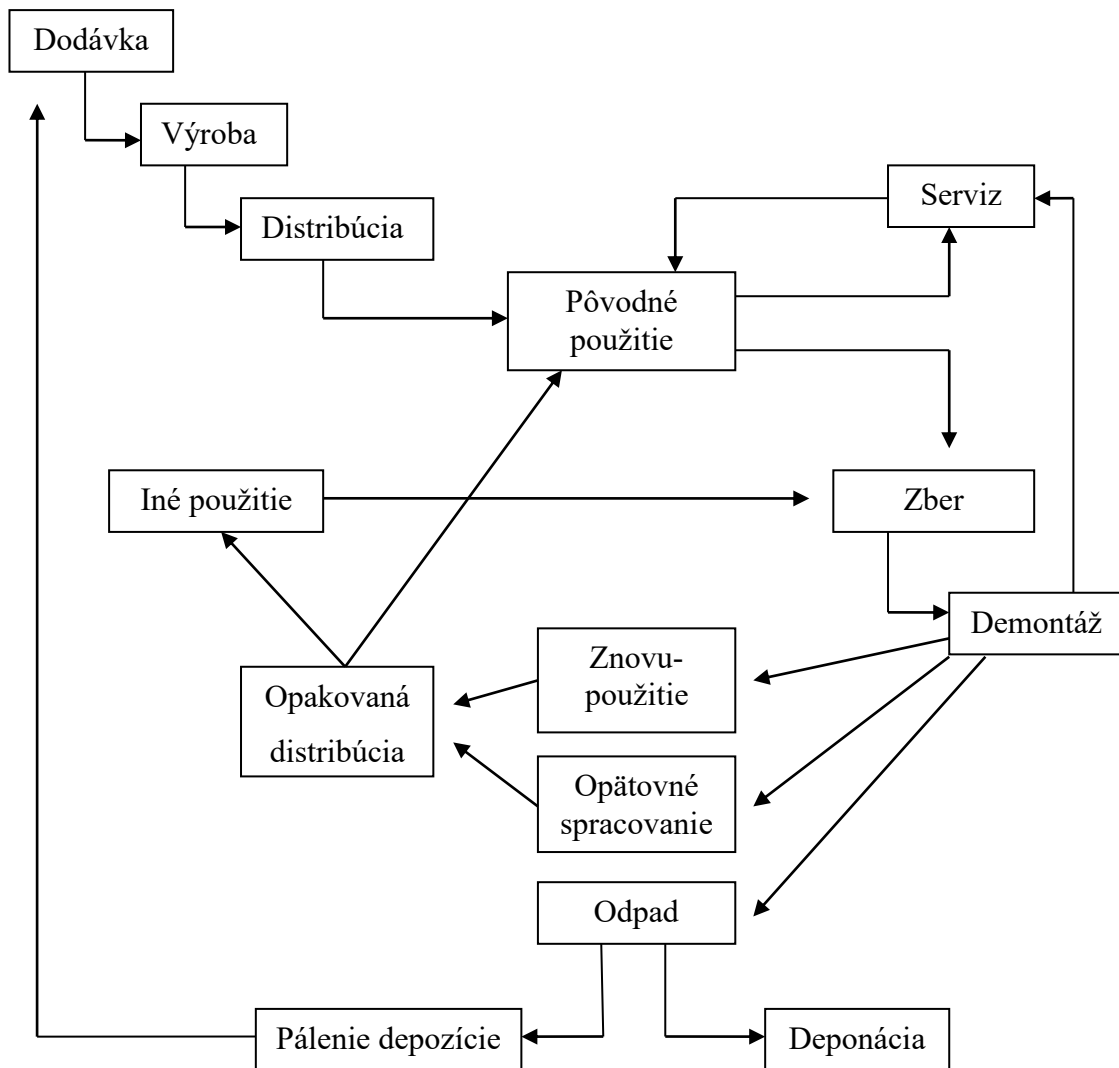 Dodávka
Výroba
Distribúcia
Serviz
Pôvodné
použitie
Iné použitie
Zber
Demontáž
Znovu-
použitie
Opakovaná
distribúcia
Opätovné
spracovanie
Odpad
Pálenie depozície
Deponácia